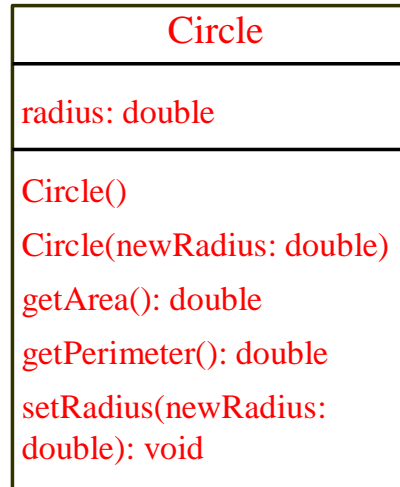 Circle
radius: double
Circle()
Circle(newRadius: double)
getArea(): double
getPerimeter(): double
setRadius(newRadius:
double): void